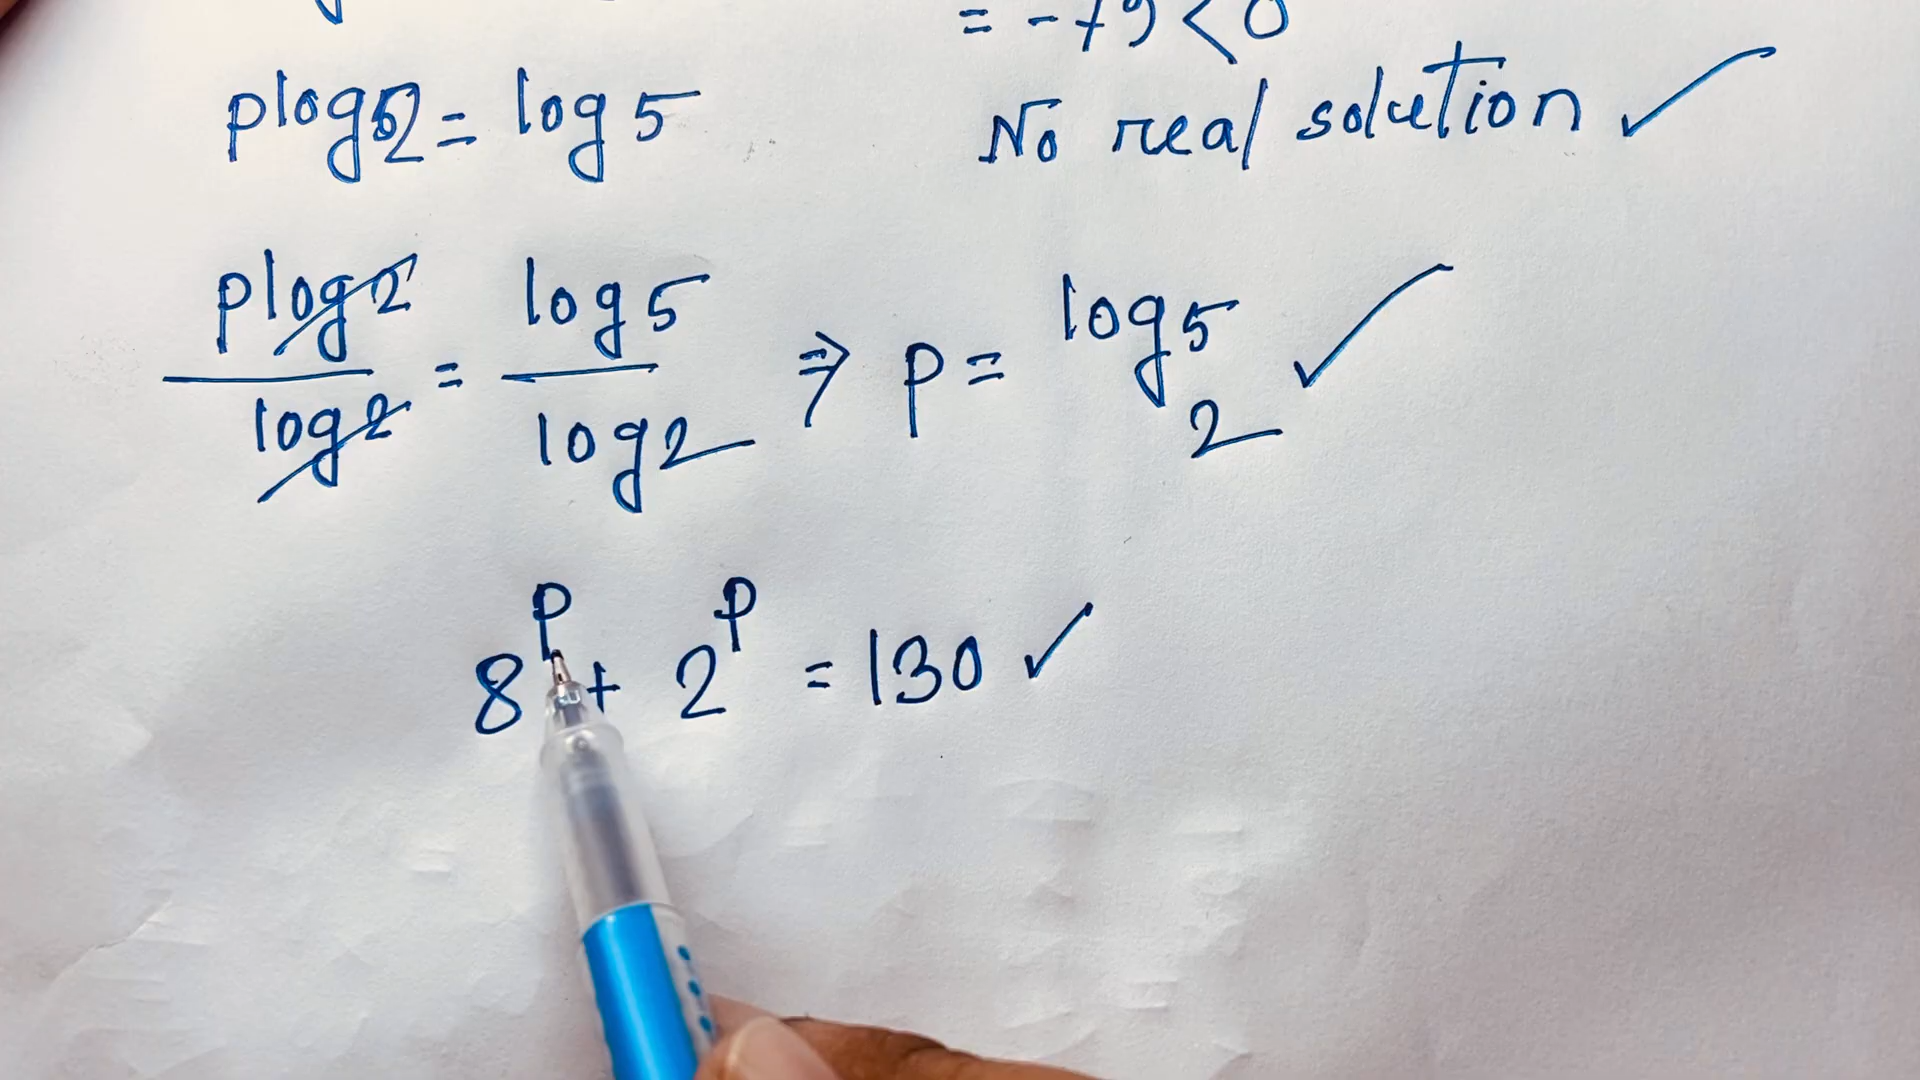 = -79 < 0
plog2 = log5
No real solution ✓
plog2/log2 = log5/log2 ⇒ p = log₂5 ✓
8^p + 2^p = 130 ✓